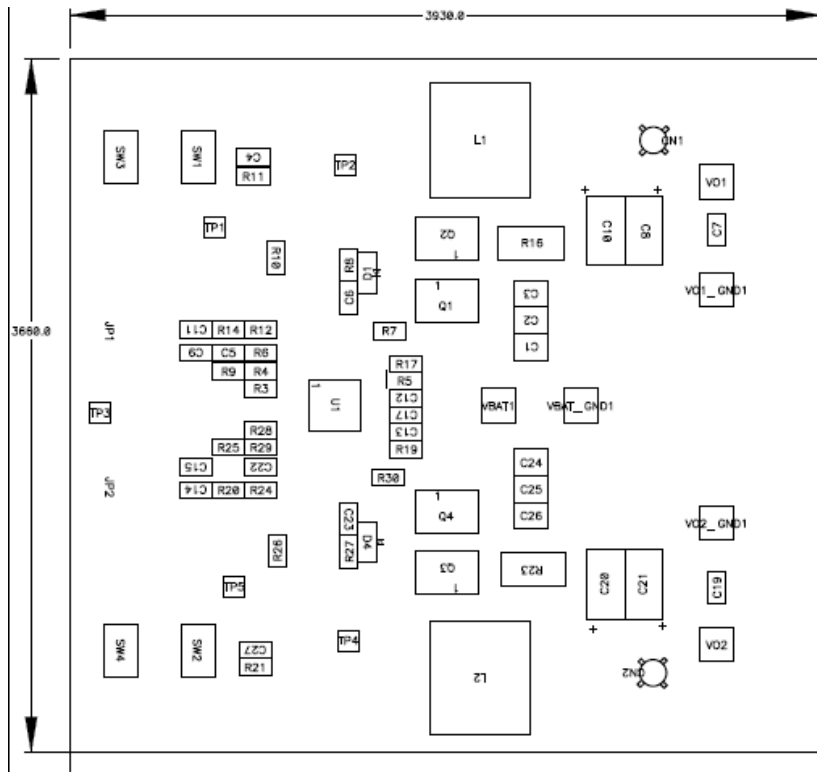 3930.0
L1
CN1
SW3
SW1
C4
R11
TP2
VO1
TP1
Q2
R16
C10
C8
C7
R10
R8
D1
C6
Q1
C3
VO1_GND1
3660.0
JP1
C11
R14
R12
R7
C2
C1
C9
C5
R6
R9
R4
R17
R3
R5
TP3
U1
C12
VBAT1
VBAT_GND1
C17
R28
C13
R25
R29
R19
C15
C22
C24
R30
JP2
C14
R20
R24
C25
Q4
C26
C23
VO2_GND1
R26
R27
D4
Q3
R23
C20
C21
C19
TP5
SW4
SW2
C27
R21
TP4
VO2
L2
CN2